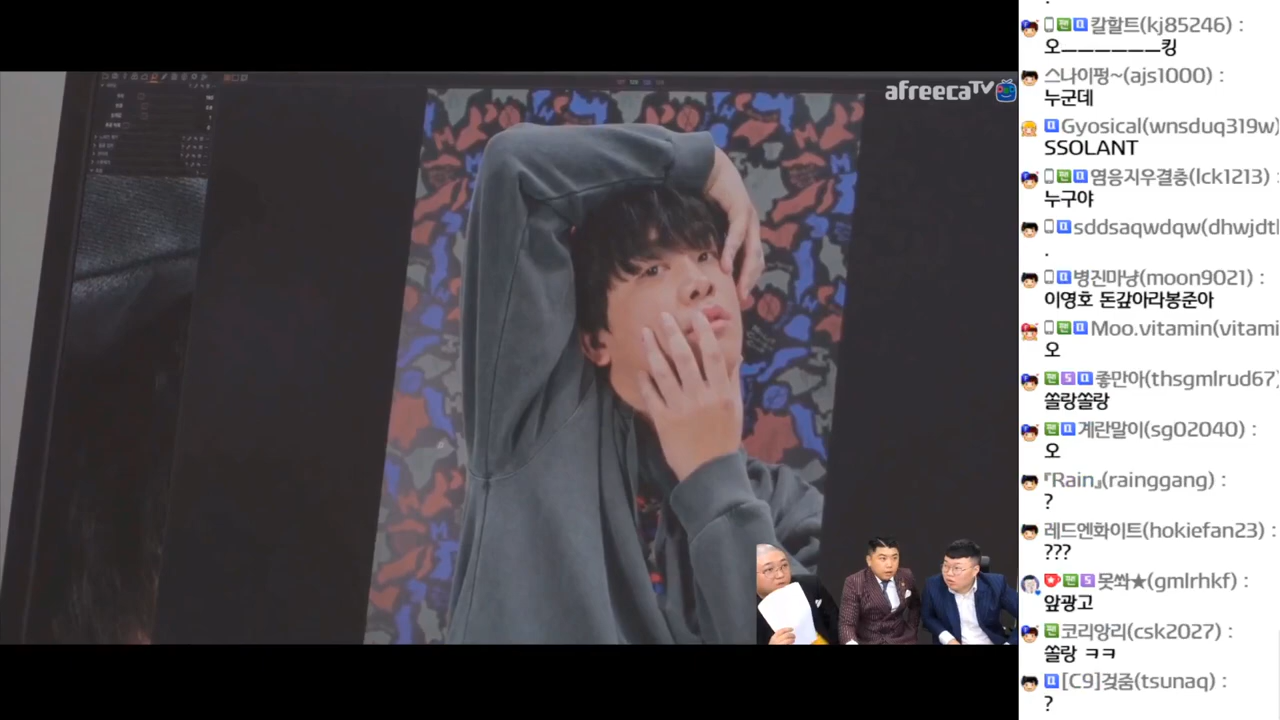 afreecaTV
:
칼할트(kj85246) :
오ㅡㅡㅡㅡㅡㅡ킹
스나이펑~(ajs1000) :
누군데
Gyosical(wnsduq319w)
SSOLANT
염응지우결충(lck1213) :
누구야
sddsaqwdqw(dhwjdtl
.
병진마냥(moon9021) :
이영호 돈갚아라봉준아
Moo.vitamin(vitami
오
좋만아(thsgmlrud67)
쏠랑쏠랑
계란말이(sg02040) :
오
『Rain』(rainggang) :
?
레드엔화이트(hokiefan23) :
???
못쏴★(gmlrhkf) :
앞광고
코리앙리(csk2027) :
쏠랑 ㅋㅋ
[C9]겆줌(tsunaq) :
?